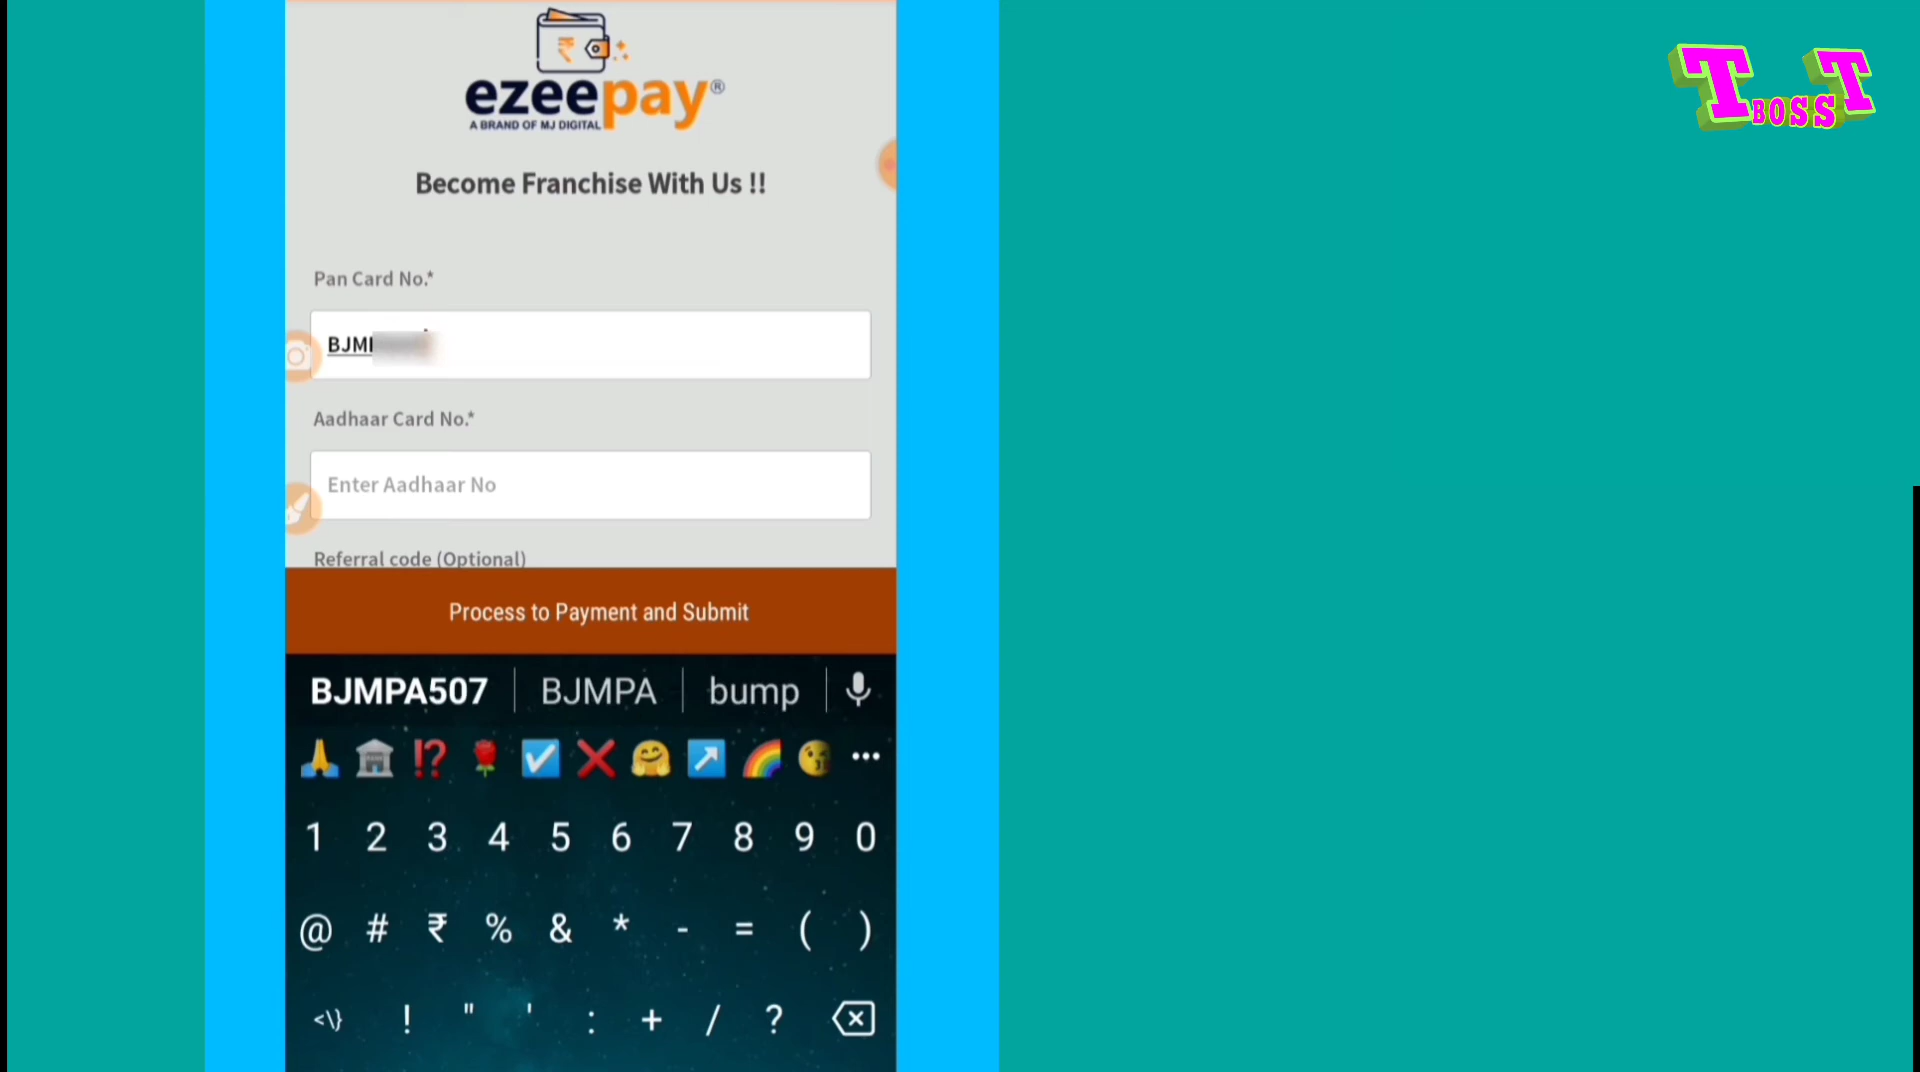 ezeepay®
A BRAND OF MJ DIGITAL
Become Franchise With Us !!
Pan Card No.*
BJM
Aadhaar Card No.*
Enter Aadhaar No
Referral code (Optional)
Process to Payment and Submit
BJMPA507 BJMPA bump
1 2 3 4 5 6 7 8 9 0
@ # ₹ % & * - = ( )
<\} ! " ' : + / ?
T BOSS T